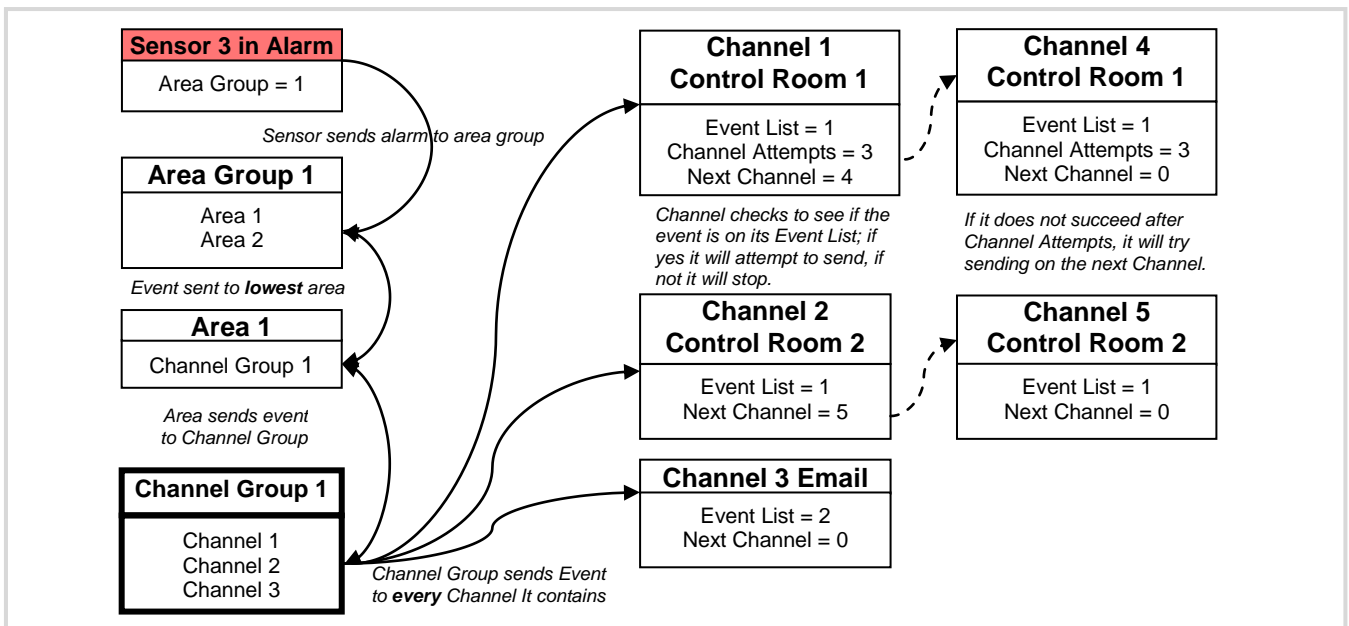 Sensor 3 in Alarm
Area Group = 1
Sensor sends alarm to area group
Area Group 1
Area 1
Area 2
Event sent to lowest area
Area 1
Channel Group 1
Area sends event
to Channel Group
Channel Group 1
Channel 1
Channel 2
Channel 3
Channel Group sends Event
to every Channel It contains
Channel 1
Control Room 1
Event List = 1
Channel Attempts = 3
Next Channel = 4
Channel checks to see if the
event is on its Event List; if
yes it will attempt to send, if
not it will stop.
Channel 4
Control Room 1
Event List = 1
Channel Attempts = 3
Next Channel = 0
If it does not succeed after
Channel Attempts, it will try
sending on the next Channel.
Channel 2
Control Room 2
Event List = 1
Next Channel = 5
Channel 5
Control Room 2
Event List = 1
Next Channel = 0
Channel 3 Email
Event List = 2
Next Channel = 0